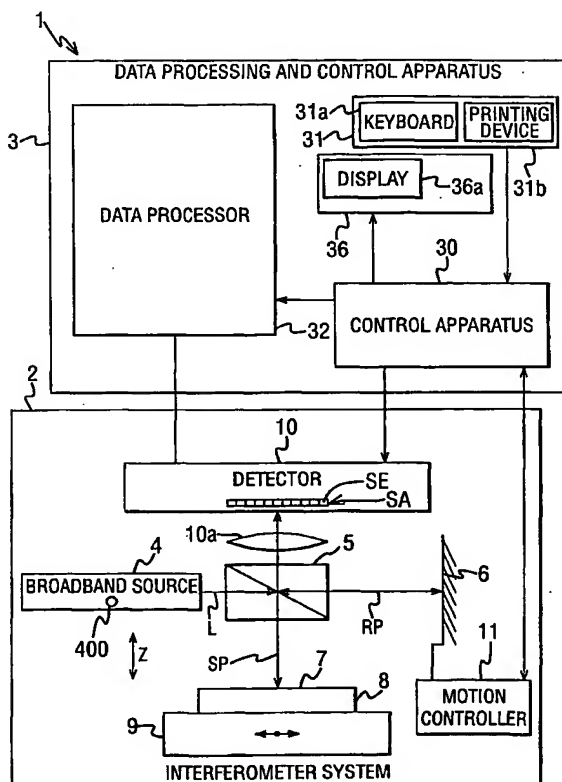 1
DATA PROCESSING AND CONTROL APPARATUS
3
31a
KEYBOARD
PRINTING DEVICE
31
31b
DISPLAY
36a
36
DATA PROCESSOR
30
CONTROL APPARATUS
32
2
10
DETECTOR
SE
SA
10a
5
4
BROADBAND SOURCE
400
L
RP
6
Z
SP
11
MOTION CONTROLLER
7
8
9
INTERFEROMETER SYSTEM